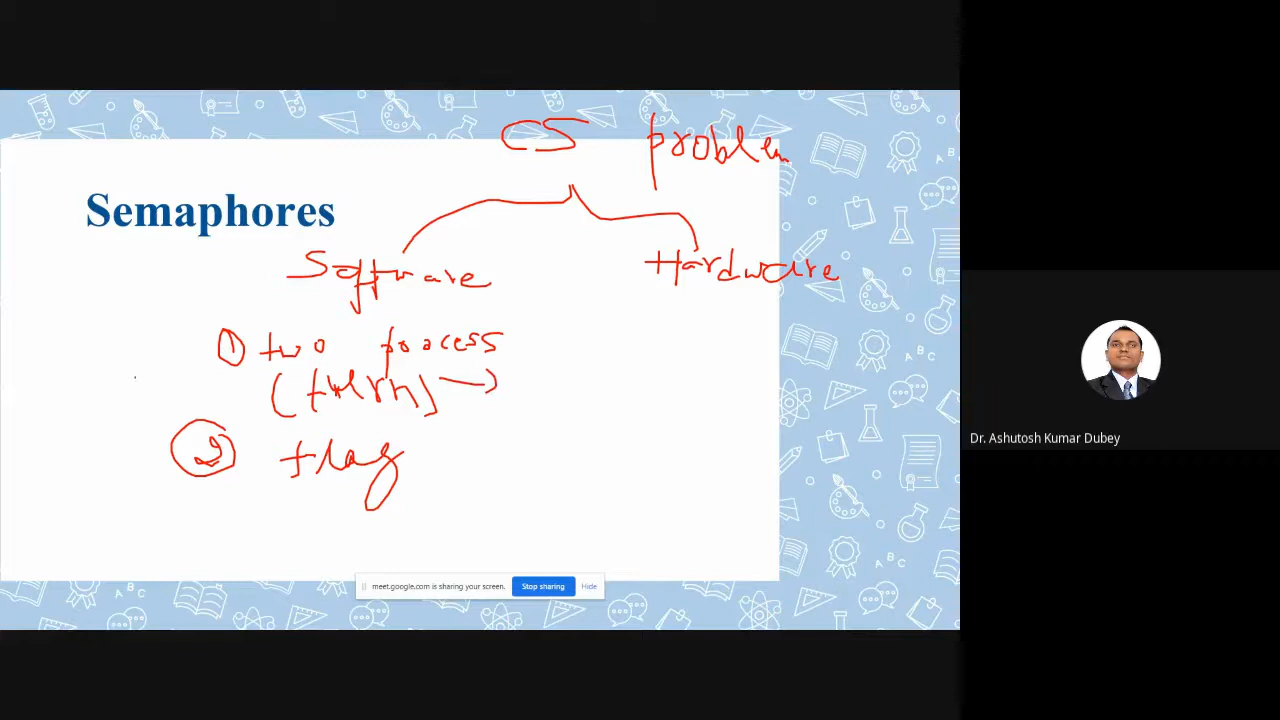 CS problem
Semaphores
Software Hardware
① two process
(turn)
② flag
meet.google.com is sharing your screen. Stop sharing Hide
Dr. Ashutosh Kumar Dubey